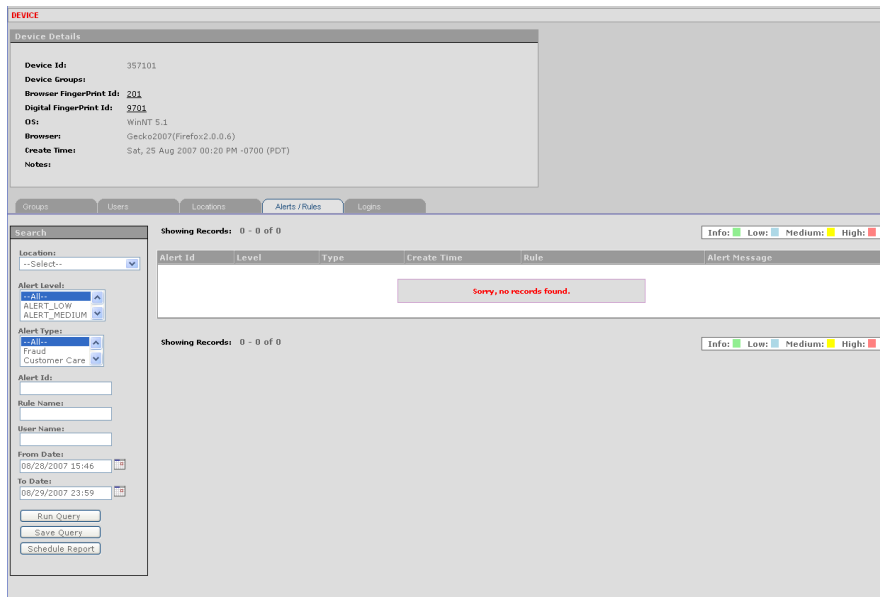 DEVICE
Device Details
Device Id: 357101
Device Groups:
Browser FingerPrint Id: 201
Digital FingerPrint Id: 9701
OS: WinNT 5.1
Browser: Gecko2007(Firefox2.0.0.6)
Create Time: Sat, 25 Aug 2007 00:20 PM -0700 (PDT)
Notes:
Groups Users Locations Alerts / Rules Logins
Search
Location:
--Select--
Alert Level:
--All--
ALERT_LOW
ALERT_MEDIUM
Alert Type:
--All--
Fraud
Customer Care
Alert Id:
Rule Name:
User Name:
From Date:
08/28/2007 15:46
To Date:
08/29/2007 23:59
Run Query
Save Query
Schedule Report
Showing Records: 0 - 0 of 0
Info: Low: Medium: High:
Alert Id Level Type Create Time Rule Alert Message
Sorry, no records found.
Showing Records: 0 - 0 of 0
Info: Low: Medium: High: